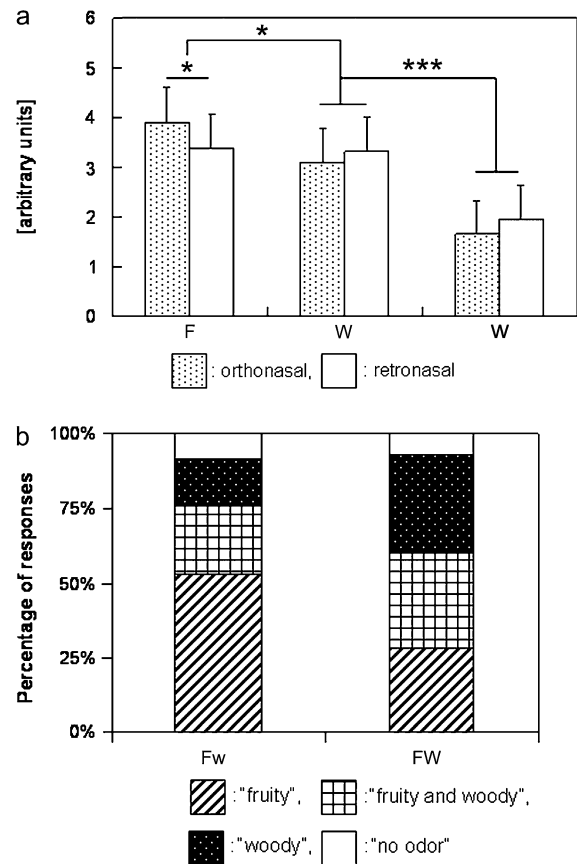 a
6
5
4
3
2
1
0
[arbitrary units]
*
*
***
F W W
: orthonasal, : retronasal
b
100%
75%
50%
25%
0%
Percentage of responses
Fw FW
:"fruity", :"fruity and woody",
:"woody", :"no odor"